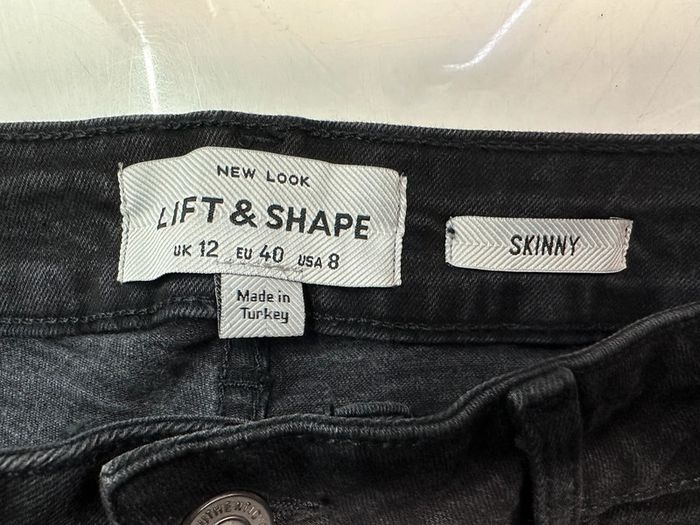 NEW LOOK
LIFT & SHAPE
UK 12 EU 40 USA 8
Made in
Turkey
SKINNY